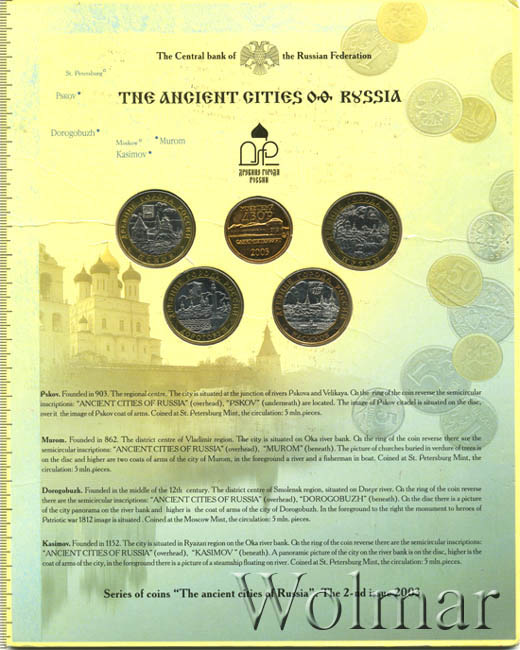 The Central bank of the Russian Federation
St. Petersburg
THE ANCIENT CITIES O.O. RUSSIA
Pskov
Dorogobuzh
Moskow
Murom
Kasimov
ДРЕВНИЕ ГОРОДА
РОССИИ
2003
50
Pskov. Founded in 903. The regional centre. The city is situated at the junction of rivers Pskova and Velikaya. On the ring of the coin reverse the semicircular
inscriptions: "ANCIENT CITIES OF RUSSIA" (overhead), "PSKOV" (underneath) are located. The image of Pskov citadel is situated on the disc,
over it the image of Pskov coat of arms. Coined at St. Petersburg Mint, the circulation: 5 mln. pieces.
Murom. Founded in 862. The district centre of Vladimir region. The city is situated on Oka river bank. On the ring of the coin reverse there are the
semicircular inscriptions: "ANCIENT CITIES OF RUSSIA" (overhead), "MUROM" (beneath). The picture of churches buried in verdure of trees is
on the disc and higher are two coats of arms of the city of Murom, in the foreground a river and a fisherman in boat. Coined at St. Petersburg Mint, the
circulation: 5 mln. pieces.
Dorogobuzh. Founded in the middle of the 12th century. The district centre of Smolensk region, situated on Dnepr river. On the ring of the coin reverse
there are the semicircular inscriptions: "ANCIENT CITIES OF RUSSIA" (overhead), "DOROGOBUZH" (beneath). On the disc there is a picture
of the city panorama on the river bank and higher is the coat of arms of the city of Dorogobuzh. In the foreground to the right the monument to heroes of
Patriotic war 1812 image is situated. Coined at the Moscow Mint, the circulation: 5 mln. pieces.
Kasimov. Founded in 1152. The city is situated in Ryazan region on the Oka river bank. On the ring of the coin reverse there are the semicircular inscriptions:
"ANCIENT CITIES OF RUSSIA" (overhead), "KASIMOV" (beneath). A panoramic picture of the city on the river bank is on the disc, higher is the
coat of arms of the city, in the foreground there is a picture of a steamship floating on river. Coined at St. Petersburg Mint, the circulation: 5 mln. pieces.
Series of coins "The ancient cities of Russia". The 2-nd issue 2003
Wolmar